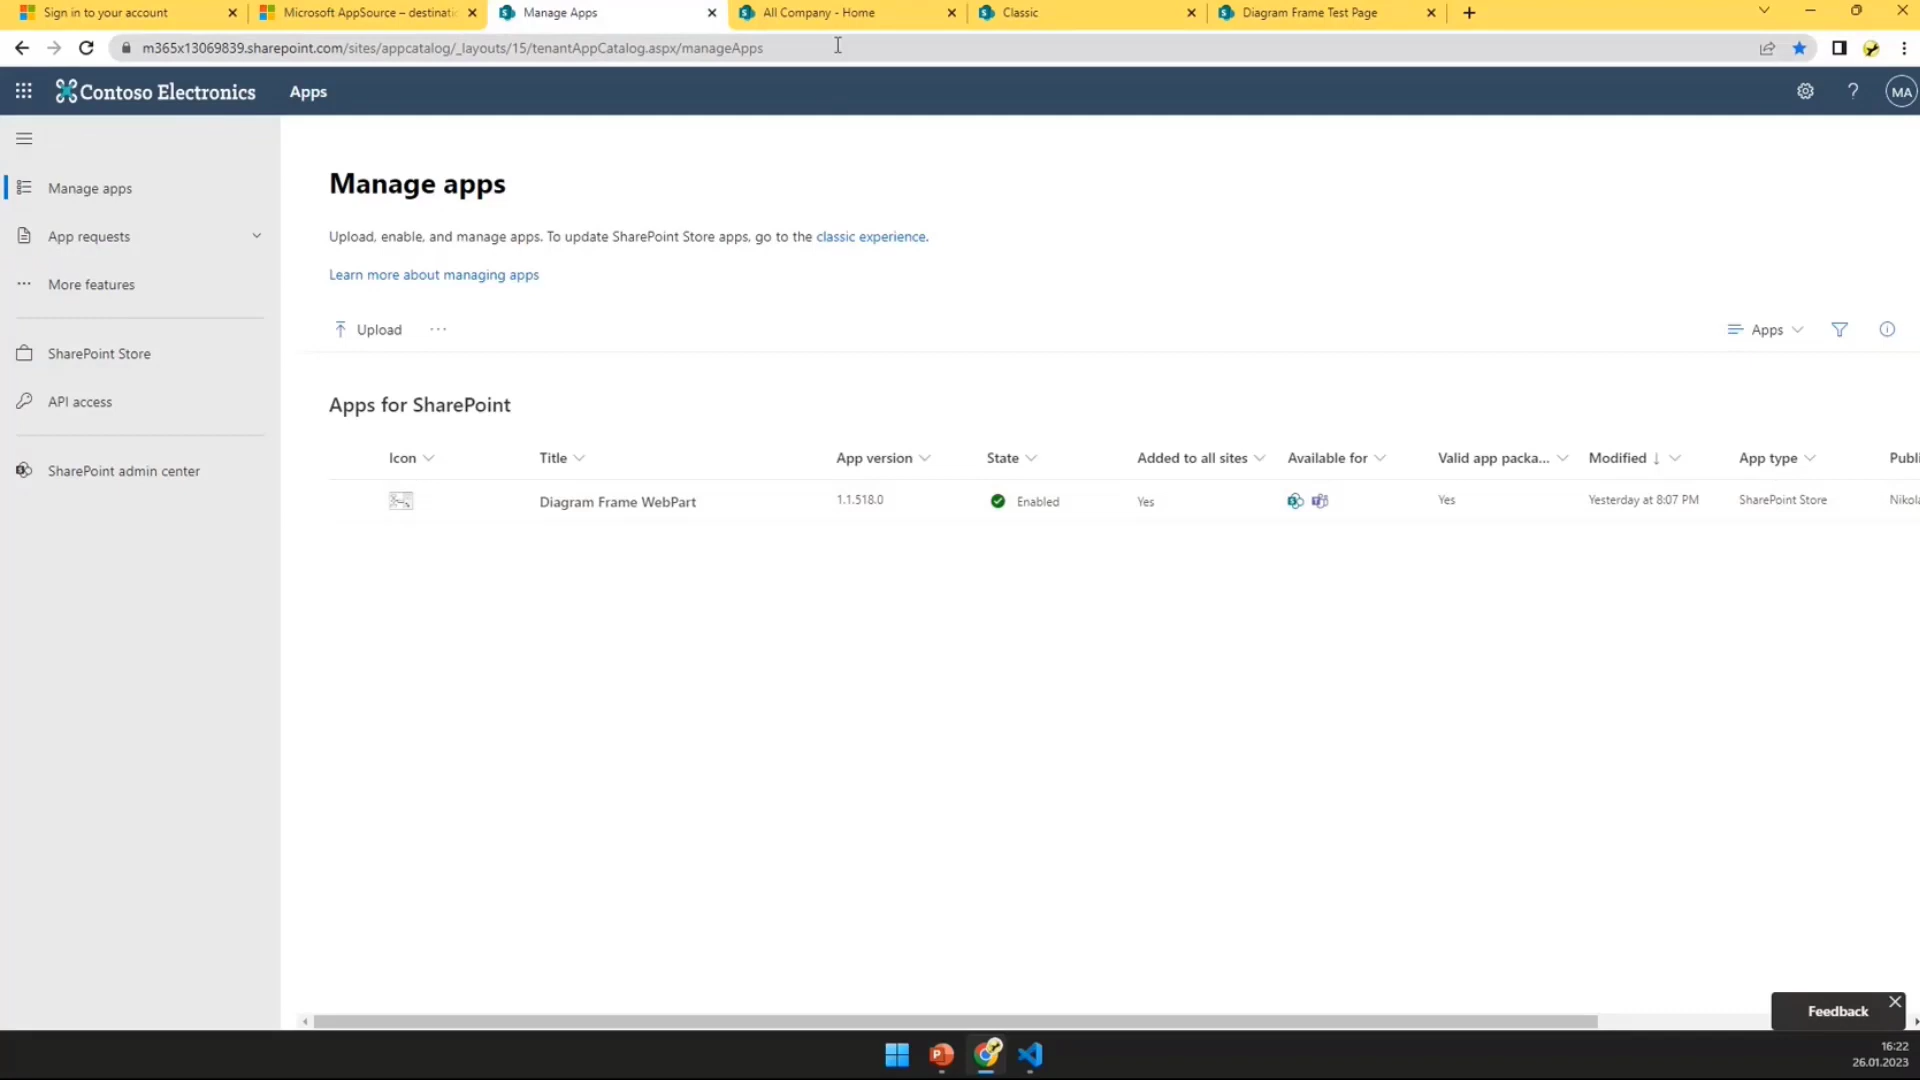 Sign in to your account
Microsoft AppSource – destinati
Manage Apps
All Company - Home
Classic
Diagram Frame Test Page
m365x13069839.sharepoint.com/sites/appcatalog/_layouts/15/tenantAppCatalog.aspx/manageApps
Contoso Electronics
Apps
MA
Manage apps
App requests
More features
SharePoint Store
API access
SharePoint admin center
Manage apps
Upload, enable, and manage apps. To update SharePoint Store apps, go to the classic experience.
Learn more about managing apps
Upload
Apps
Apps for SharePoint
Icon Title App version State Added to all sites Available for Valid app packa... Modified ↓ App type Publi
Diagram Frame WebPart 1.1.518.0 Enabled Yes Yes Yesterday at 8:07 PM SharePoint Store Nikola
Feedback
16:22
26.01.2023